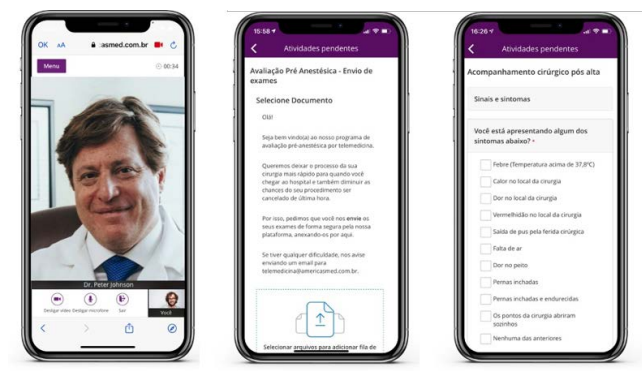 OK AA asmed.com.br
Menu 00:34
Dr. Peter Johnson
Desligar vídeo Desligar microfone Sair Você
15:58
Atividades pendentes
Avaliação Pré Anestésica - Envio de
exames
Selecione Documento
Olá!
Seja bem vindo(a) ao nosso programa de
avaliação pré-anestésica por telemedicina.
Queremos deixar o processo da sua
cirurgia mais rápido para quando você
chegar ao hospital e também diminuir as
chances do seu procedimento ser
cancelado de última hora.
Por isso, pedimos que você nos envie os
seus exames de forma segura pela nossa
plataforma, anexando-os por aqui.
Se tiver qualquer dificuldade, nos avise
enviando um email para
telemedicina@americasmed.com.br.
Selecionar arquivos para adicionar fila de
16:26
Atividades pendentes
Acompanhamento cirúrgico pós alta
Sinais e sintomas
Você está apresentando algum dos
sintomas abaixo? *
Febre (Temperatura acima de 37,8ºC)
Calor no local da cirurgia
Dor no local da cirurgia
Vermelhidão no local da cirurgia
Saída de pus pela ferida cirúrgica
Falta de ar
Dor no peito
Pernas inchadas
Pernas inchadas e endurecidas
Os pontos da cirurgia abriram
sozinhos
Nenhuma das anteriores